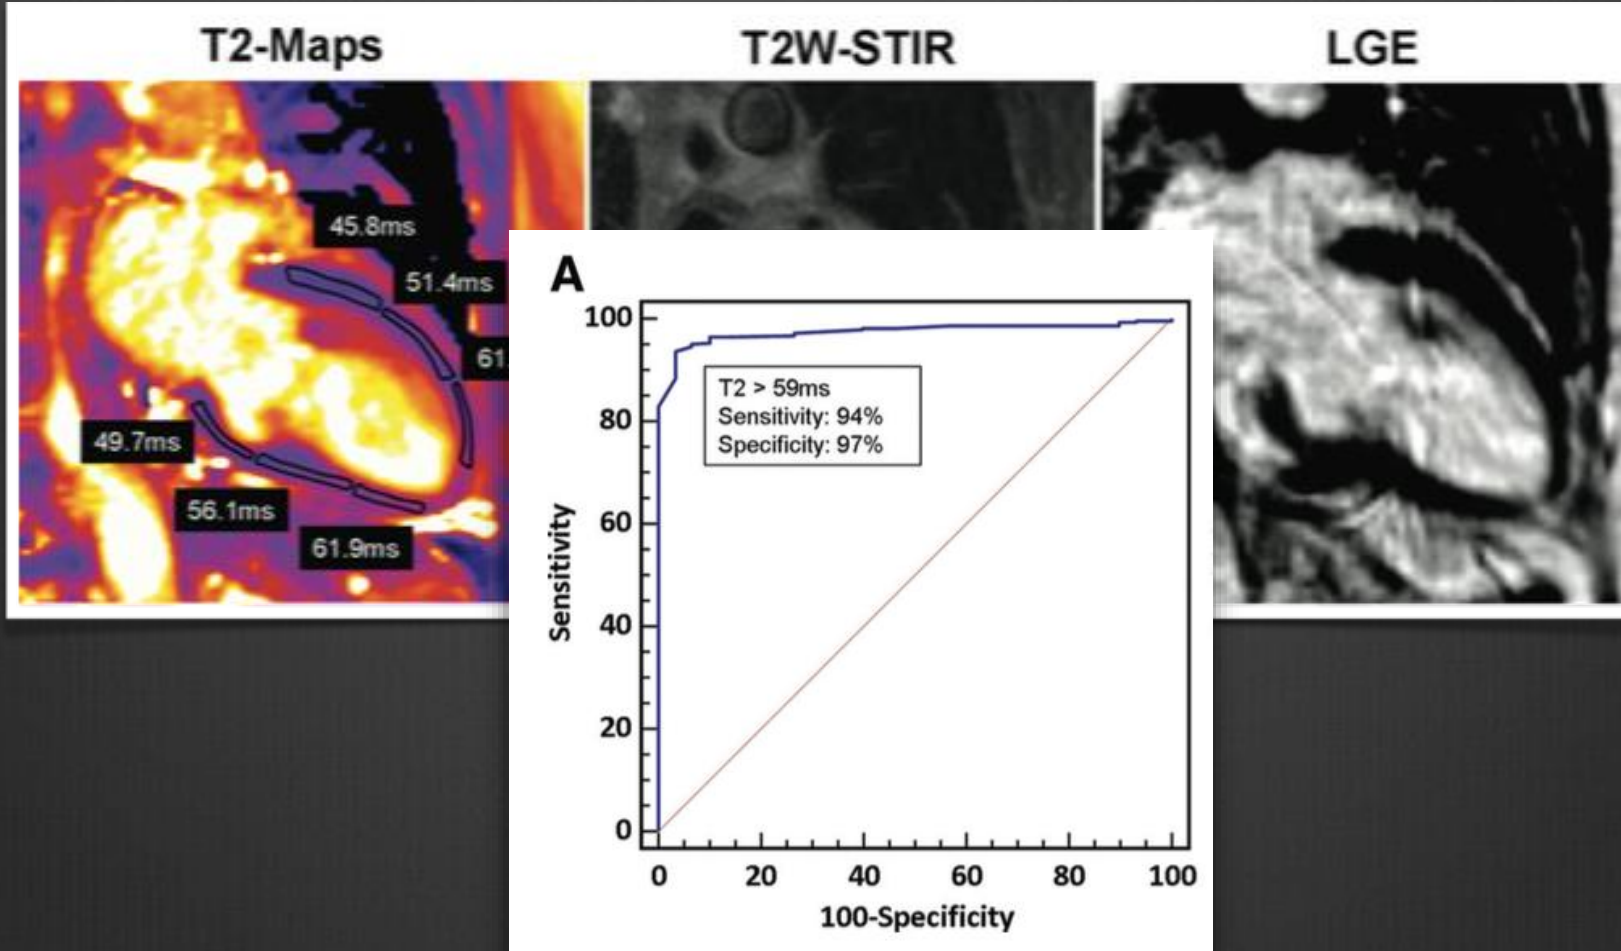 T2-Maps
T2W-STIR
LGE
45.8ms
51.4ms
61
49.7ms
56.1ms
61.9ms
A
100
80
60
40
20
0
Sensitivity
T2 > 59ms
Sensitivity: 94%
Specificity: 97%
0 20 40 60 80 100
100-Specificity